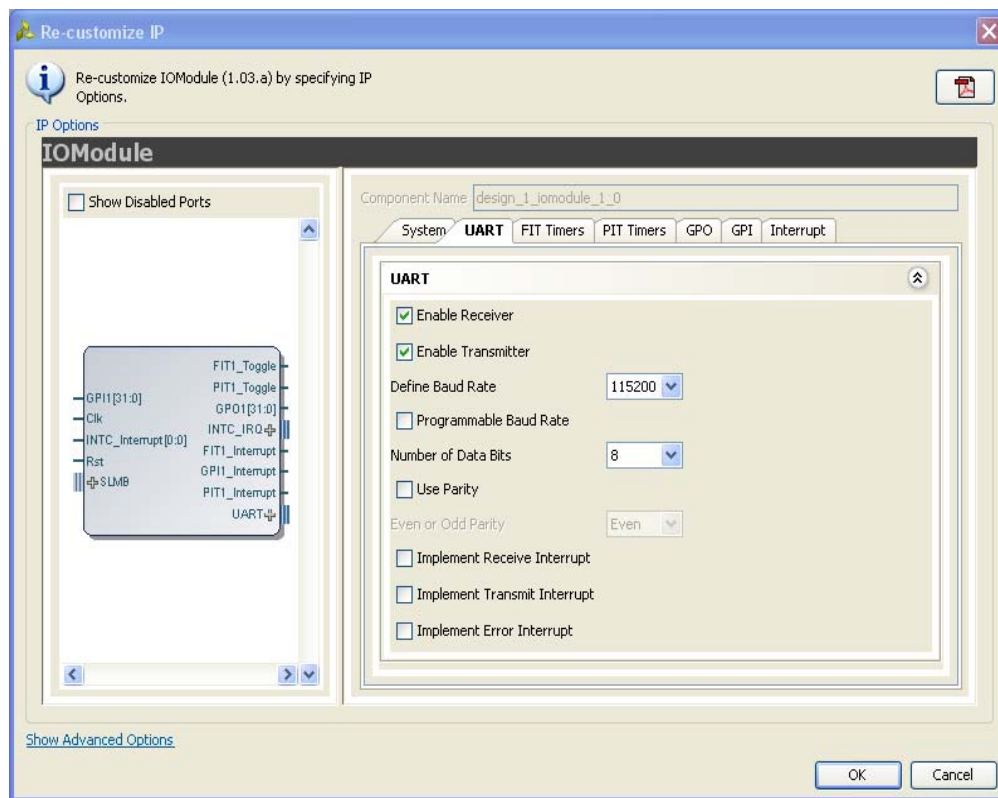 Re-customize IP
Re-customize IOModule (1.03.a) by specifying IP
Options.
IP Options
IOModule
Show Disabled Ports
GPI1[31:0]
Clk
INTC_Interrupt[0:0]
Rst
SLMB
FIT1_Toggle
PIT1_Toggle
GPO1[31:0]
INTC_IRQ
FIT1_Interrupt
GPI1_Interrupt
PIT1_Interrupt
UART
Component Name design_1_iomodule_1_0
System UART FIT Timers PIT Timers GPO GPI Interrupt
UART
Enable Receiver
Enable Transmitter
Define Baud Rate 115200
Programmable Baud Rate
Number of Data Bits 8
Use Parity
Even or Odd Parity Even
Implement Receive Interrupt
Implement Transmit Interrupt
Implement Error Interrupt
Show Advanced Options
OK Cancel